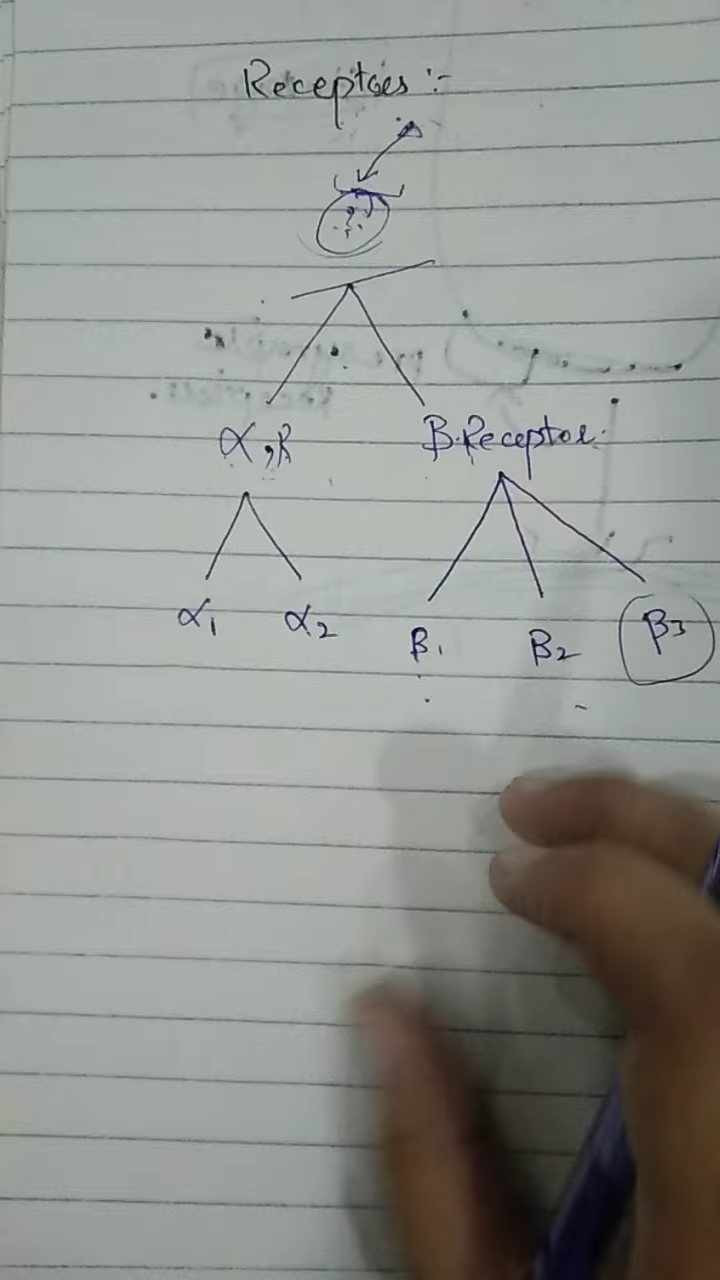 Receptors :-
α, R β Receptor.
α1 α2 β1 β2 β3